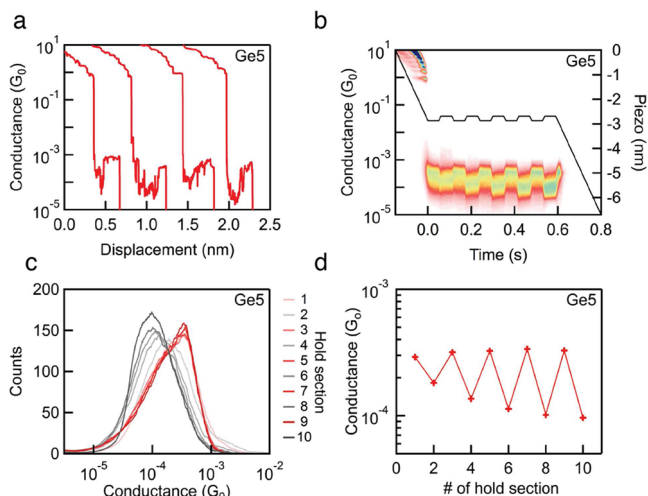 a
Ge5
Conductance (G₀)
10¹
10⁻¹
10⁻³
10⁻⁵
0.0 0.5 1.0 1.5 2.0 2.5
Displacement (nm)
b
Ge5
Conductance (G₀)
10¹
10⁻¹
10⁻³
10⁻⁵
0
-1
-2
-3
-4
-5
-6
Piezo (nm)
0.0 0.2 0.4 0.6 0.8
Time (s)
c
Ge5
Counts
200
150
100
50
0
10⁻⁵ 10⁻⁴ 10⁻³ 10⁻²
Conductance (G₀)
1
2
3
4
5
6
7
8
9
10
Hold section
d
Ge5
Conductance (G₀)
10⁻³
10⁻⁴
0 2 4 6 8 10
# of hold section